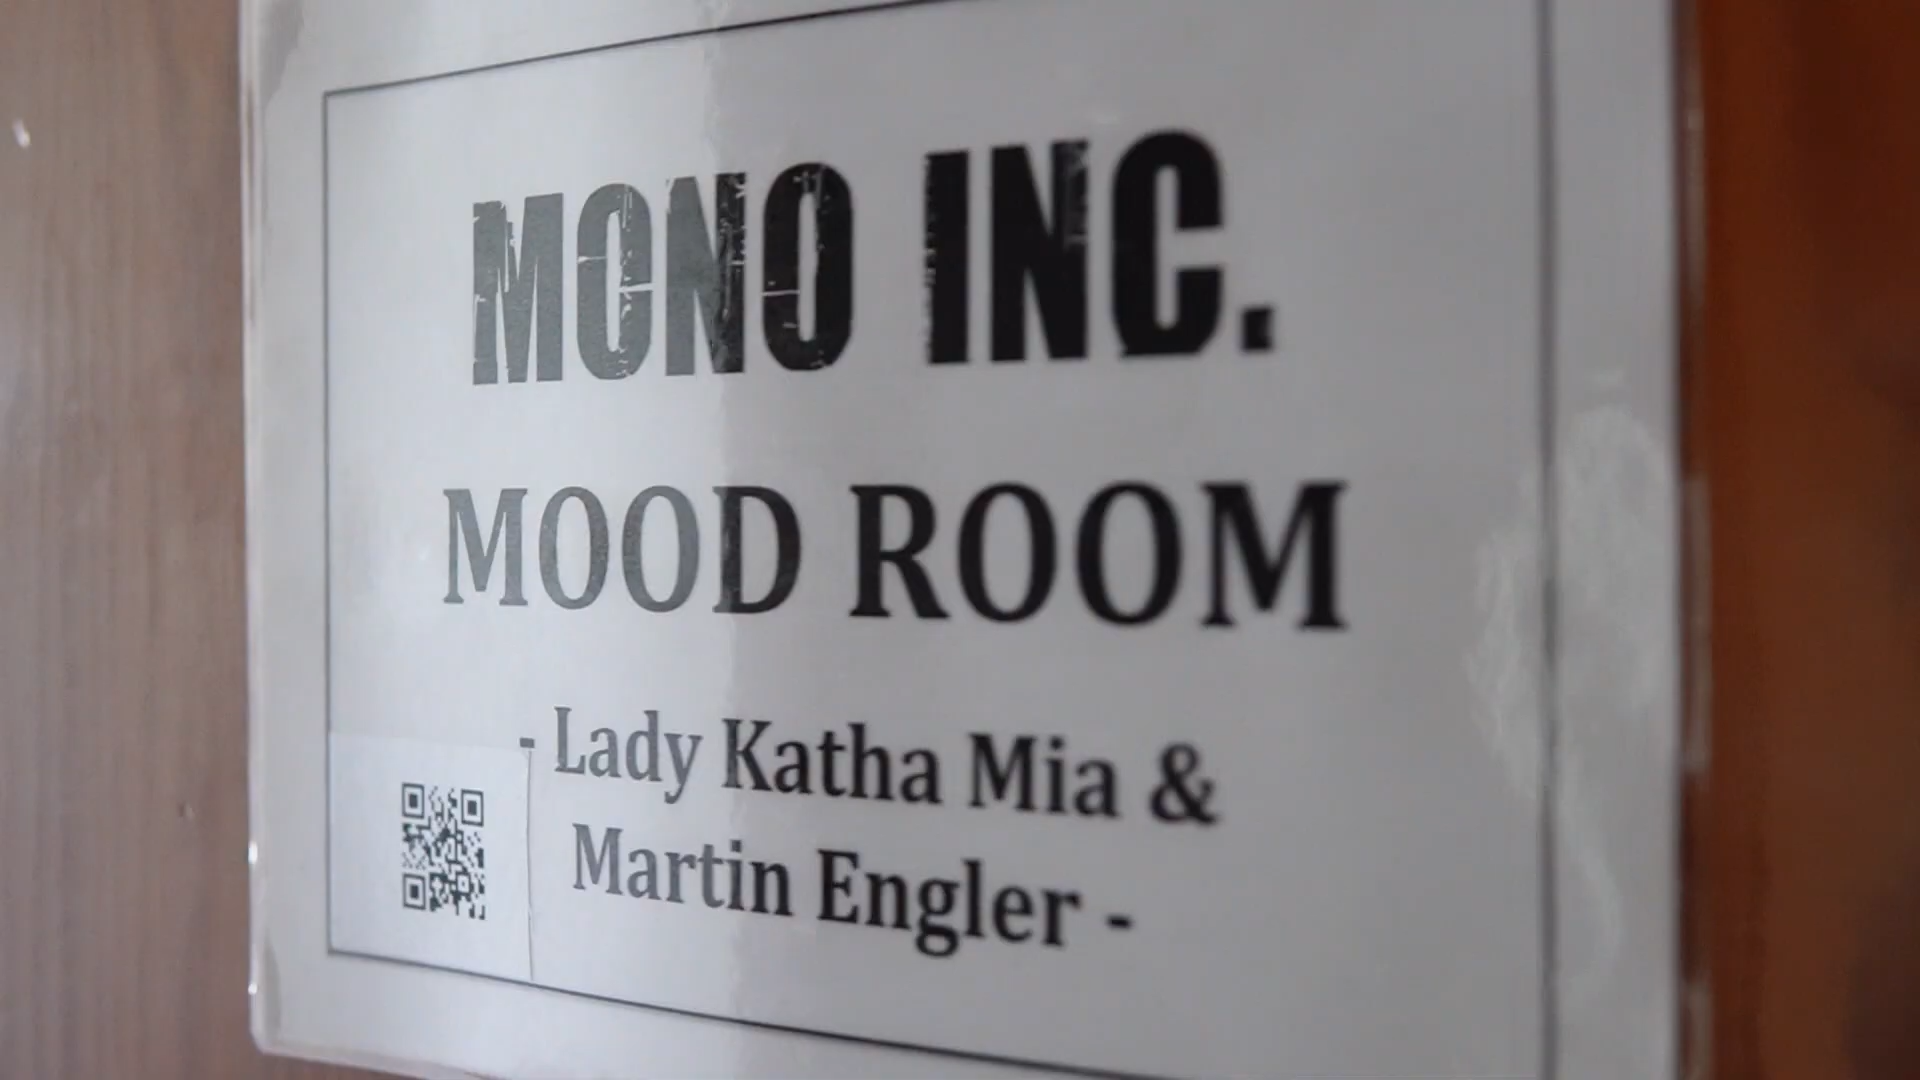 MONO INC.
MOOD ROOM
- Lady Katha Mia &
Martin Engler -